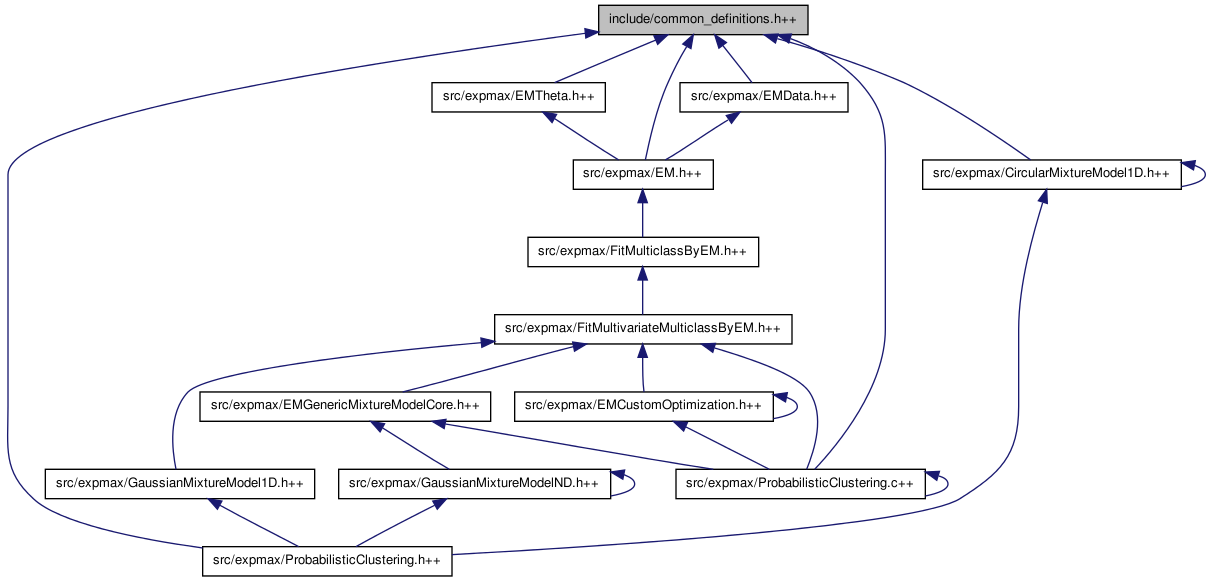 include/common_definitions.h++
src/expmax/EMTheta.h++
src/expmax/EMData.h++
src/expmax/EM.h++
src/expmax/CircularMixtureModel1D.h++
src/expmax/FitMulticlassByEM.h++
src/expmax/FitMultivariateMulticlassByEM.h++
src/expmax/EMGenericMixtureModelCore.h++
src/expmax/EMCustomOptimization.h++
src/expmax/GaussianMixtureModel1D.h++
src/expmax/GaussianMixtureModelND.h++
src/expmax/ProbabilisticClustering.c++
src/expmax/ProbabilisticClustering.h++